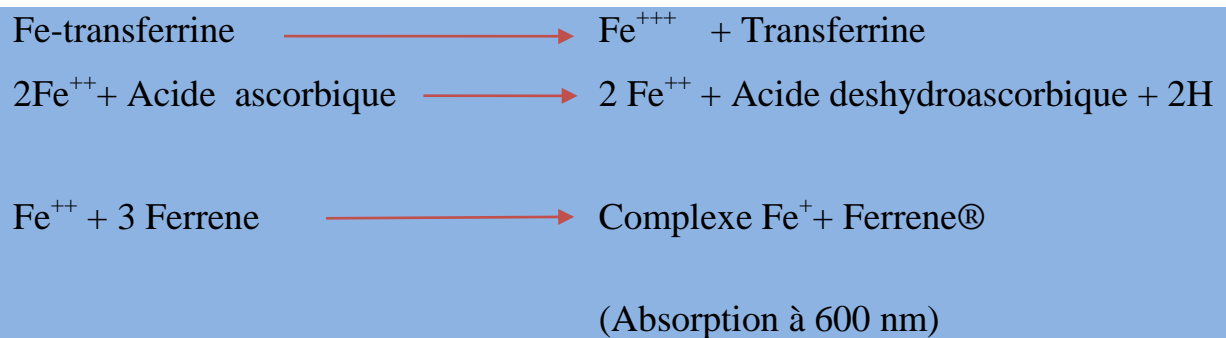 Fe-transferrine → Fe+++ + Transferrine
2Fe+++ Acide ascorbique → 2 Fe++ + Acide deshydroascorbique + 2H
Fe++ + 3 Ferrene → Complexe Fe++ Ferrene®
(Absorption à 600 nm)